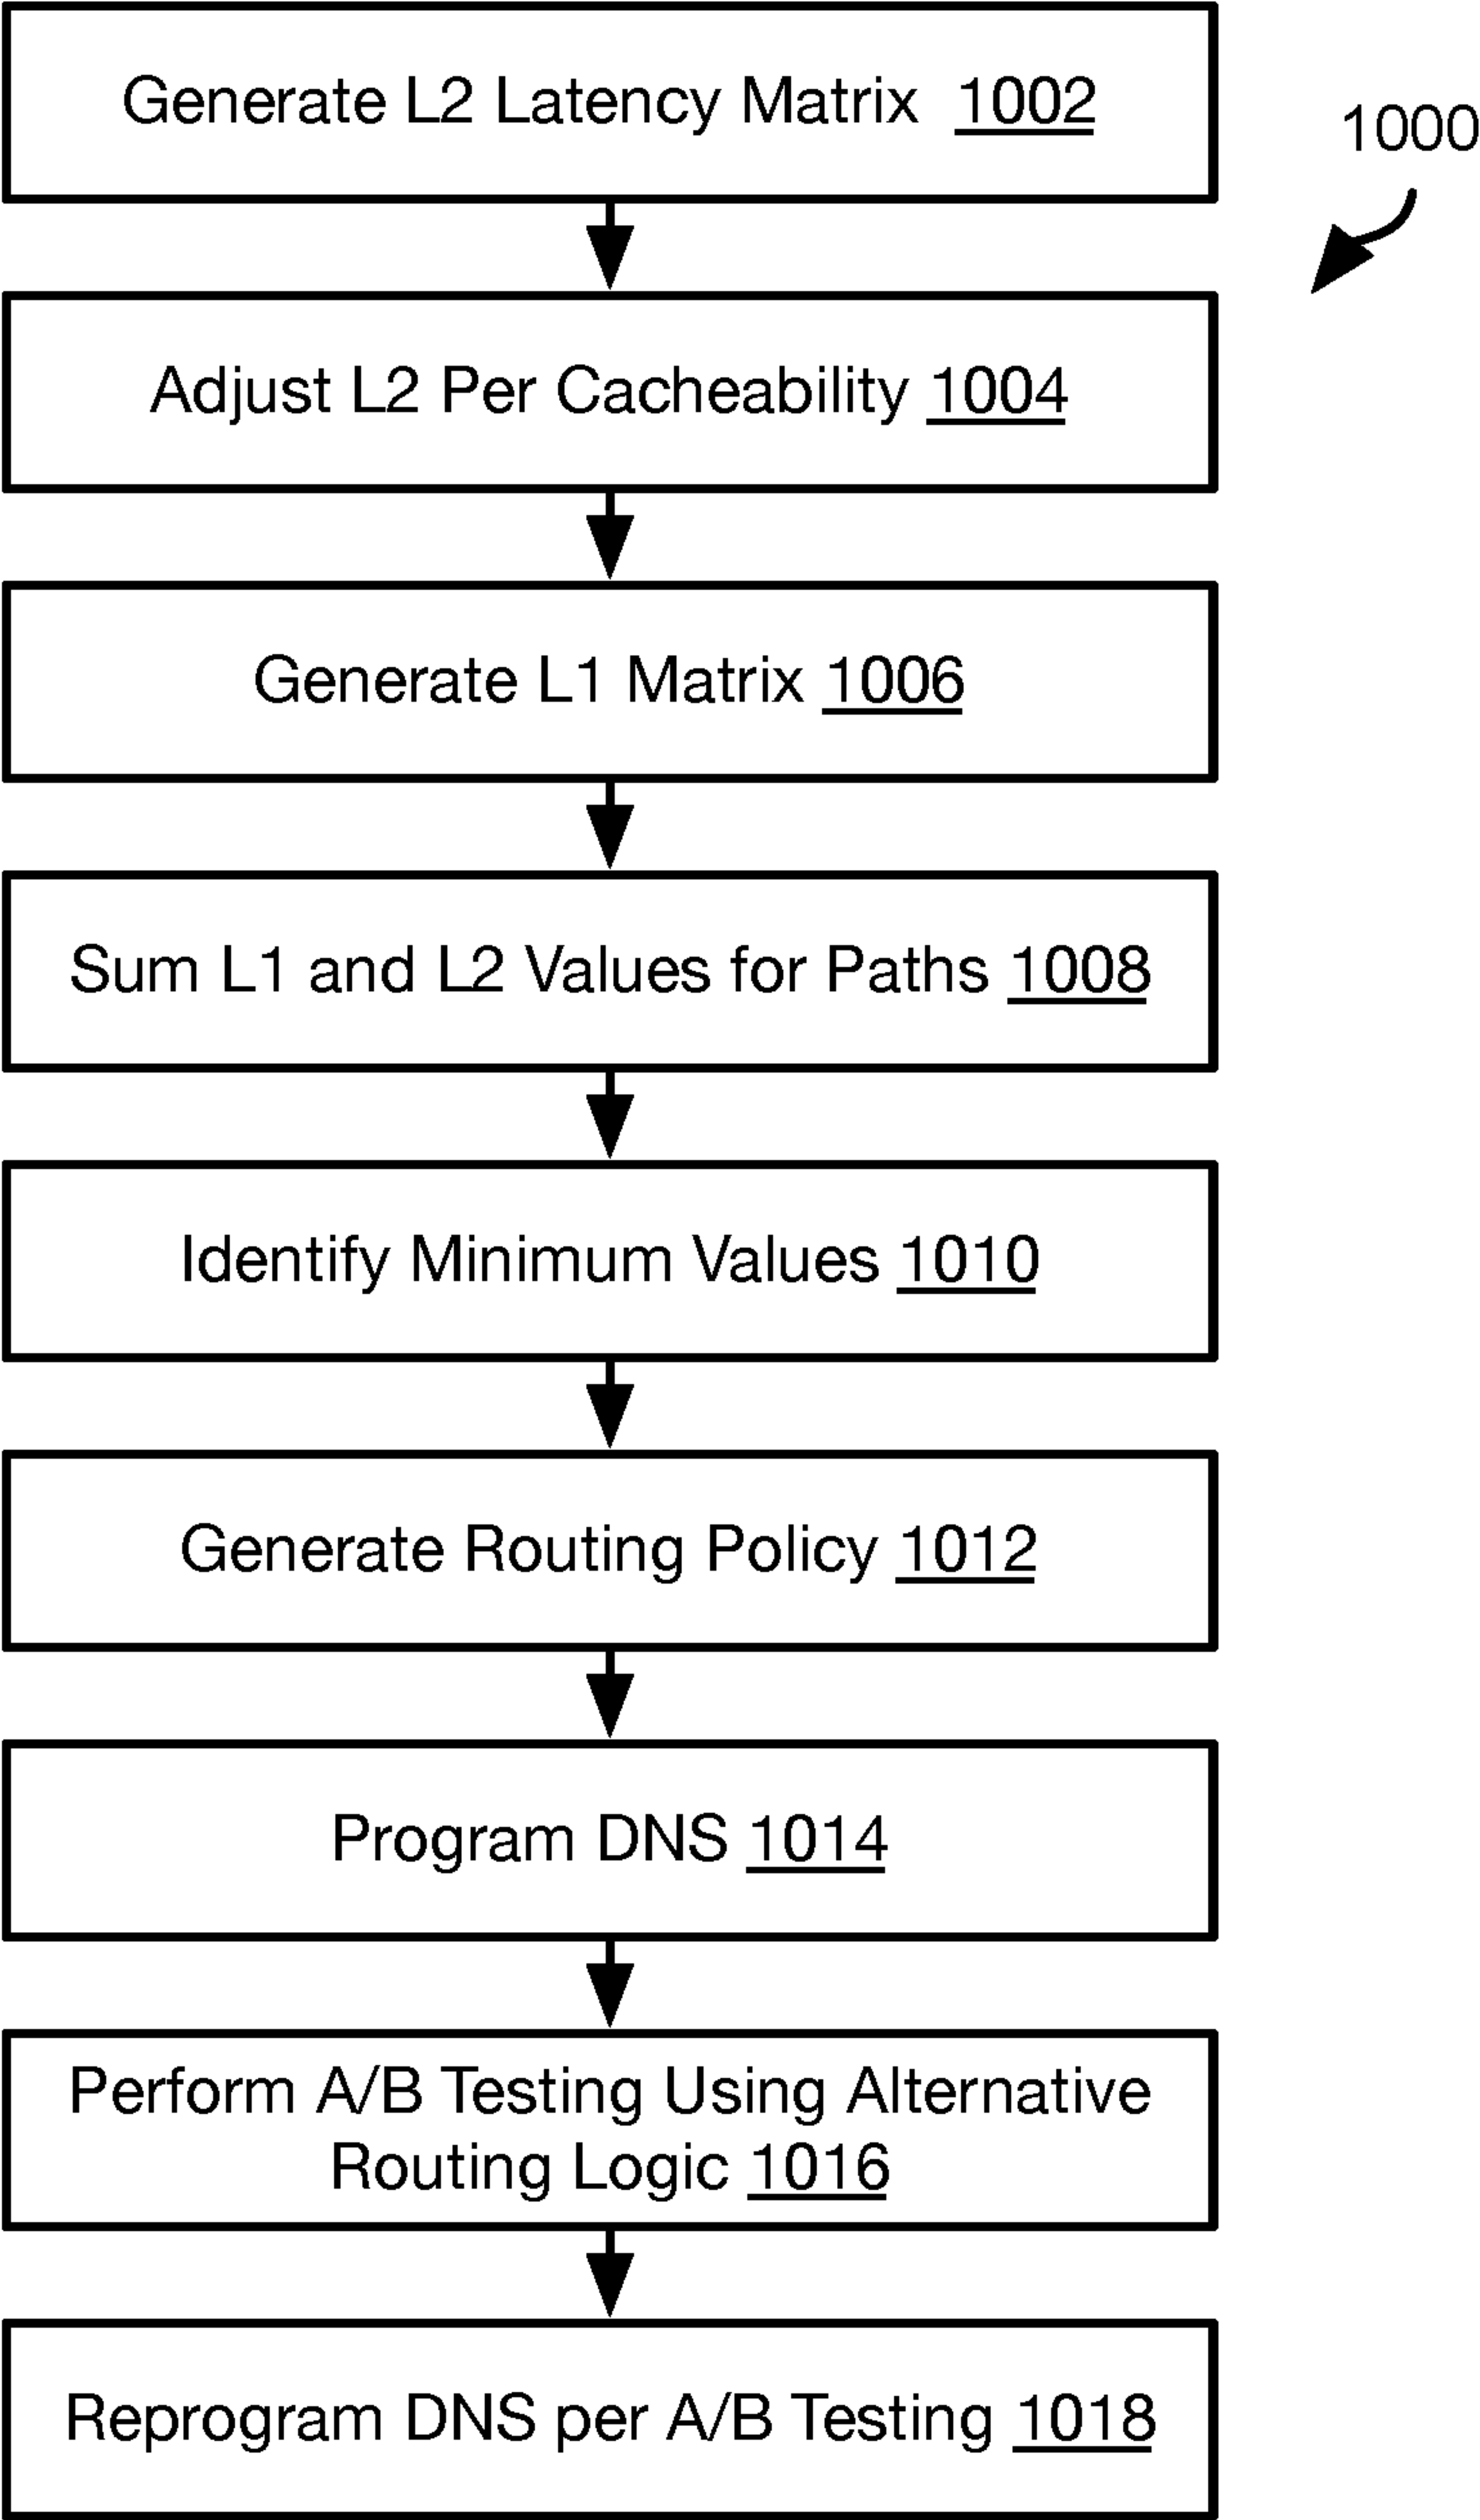 Generate L2 Latency Matrix 1002
1000
Adjust L2 Per Cacheability 1004
Generate L1 Matrix 1006
Sum L1 and L2 Values for Paths 1008
Identify Minimum Values 1010
Generate Routing Policy 1012
Program DNS 1014
Perform A/B Testing Using Alternative
Routing Logic 1016
Reprogram DNS per A/B Testing 1018